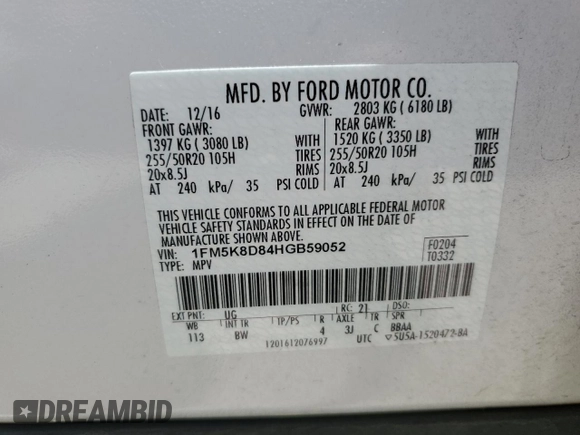 MFD. BY FORD MOTOR CO.
DATE: 12/16 GVWR: 2803 KG ( 6180 LB)
FRONT GAWR: REAR GAWR:
1397 KG ( 3080 LB) WITH 1520 KG ( 3350 LB) WITH
255/50R20 105H TIRES 255/50R20 105H TIRES
20x8.5J RIMS 20x8.5J RIMS
AT 240 kPa/ 35 PSI COLD AT 240 kPa/ 35 PSI COLD
THIS VEHICLE CONFORMS TO ALL APPLICABLE FEDERAL MOTOR
VEHICLE SAFETY STANDARDS IN EFFECT ON THE DATE OF
MANUFACTURE SHOWN ABOVE.
VIN: 1FM5K8D84HGB59052 F0204
TYPE: MPV T0332
EXT PNT: UG RC: 21 DSO:
WB INT TR TP/PS R AXLE TR SPR
113 BW 4 3J C BBAA
120161207699​7 UTC ▽5U5A-1520472-BA
DREAMBID